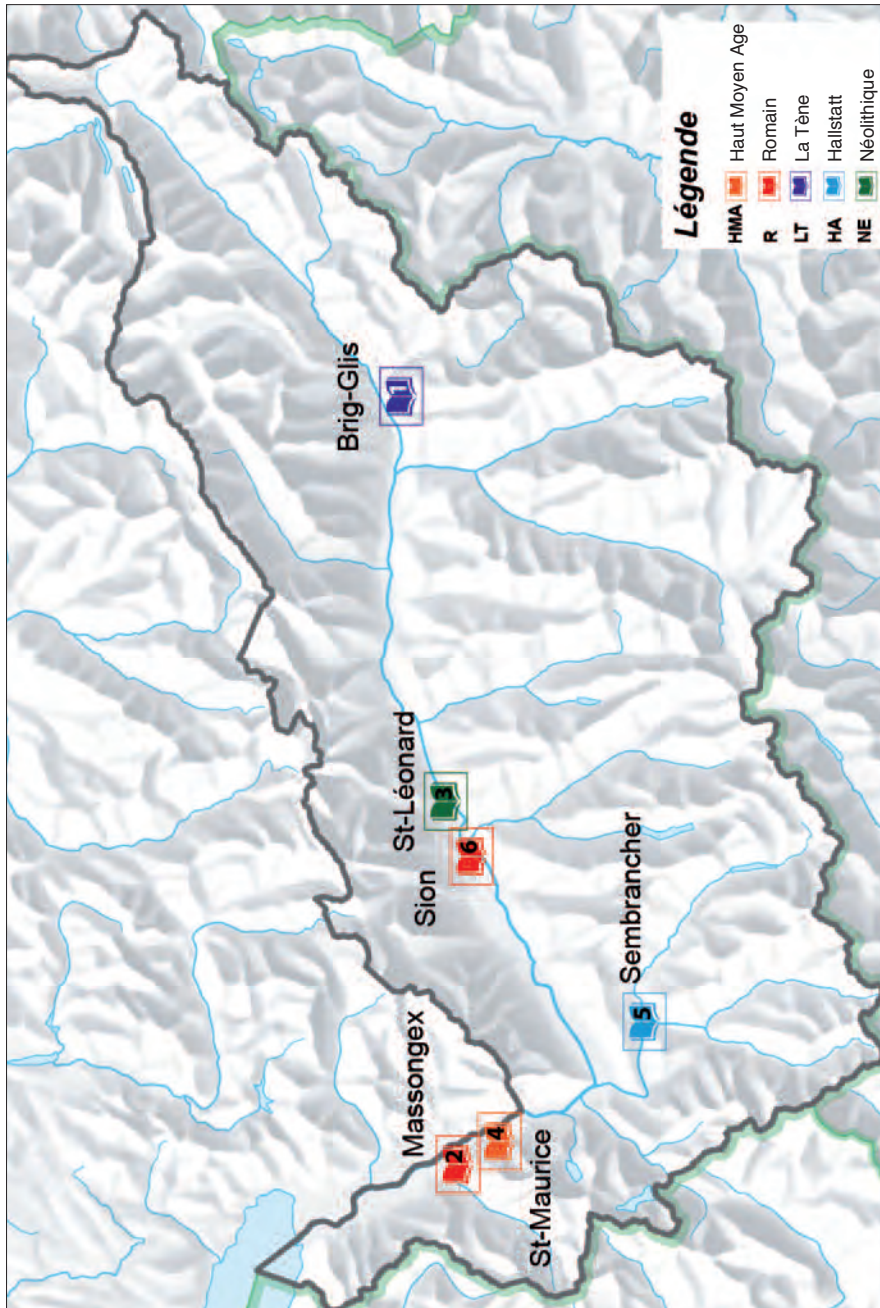 Massongex
2
4
St-Maurice
Sion
6
St-Léonard
3
Sembrancher
5
Brig-Glis
1
Légende
HMA Haut Moyen Age
R Romain
LT La Tène
HA Hallstatt
NE Néolithique